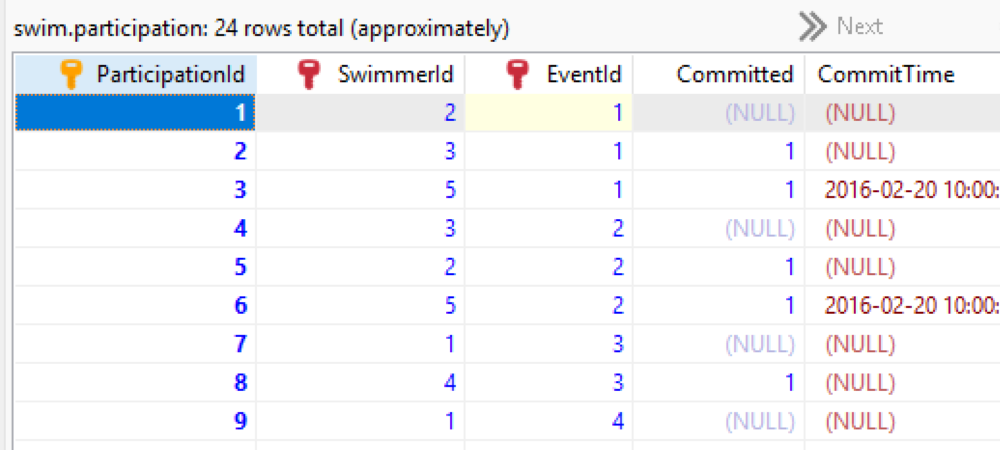 swim.participation: 24 rows total (approximately) Next
ParticipationId SwimmerId EventId Committed CommitTime
1 2 1 (NULL) (NULL)
2 3 1 1 (NULL)
3 5 1 1 2016-02-20 10:00:
4 3 2 (NULL) (NULL)
5 2 2 1 (NULL)
6 5 2 1 2016-02-20 10:00:
7 1 3 (NULL) (NULL)
8 4 3 1 (NULL)
9 1 4 (NULL) (NULL)